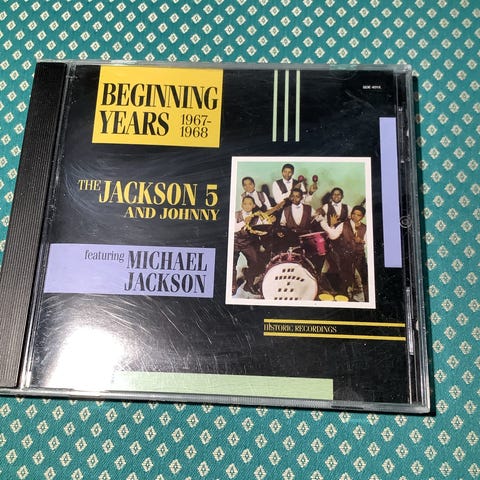 BEGINNING
YEARS 1967-
1968
THE JACKSON 5
AND JOHNNY
featuring MICHAEL
JACKSON
HISTORIC RECORDINGS